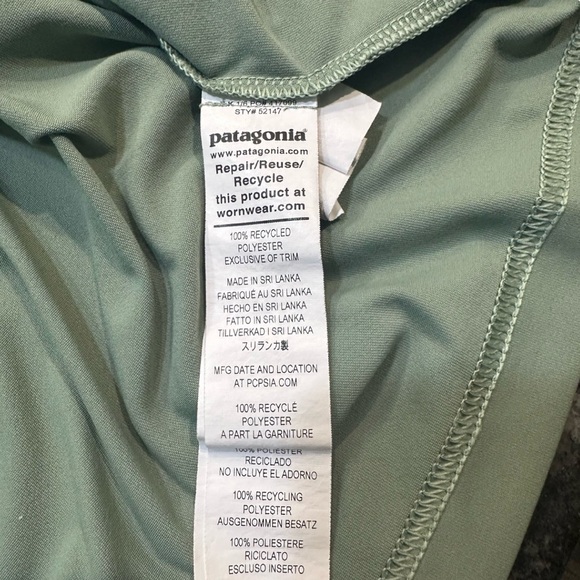 STY# 52147
patagonia®
www.patagonia.com
Repair/Reuse/
Recycle
this product at
wornwear.com
100% RECYCLED
POLYESTER
EXCLUSIVE OF TRIM
MADE IN SRI LANKA
FABRIQUÉ AU SRI LANKA
HECHO EN SRI LANKA
FATTO IN SRI LANKA
TILLVERKAD I SRI LANKA
スリランカ製
MFG DATE AND LOCATION
AT PCPSIA.COM
100% RECYCLÉ
POLYESTER
A PART LA GARNITURE
100% POLIESTER
RECICLADO
NO INCLUYE EL ADORNO
100% RECYCLING
POLYESTER
AUSGENOMMEN BESATZ
100% POLIESTERE
RICICLATO
ESCLUSO INSERTO